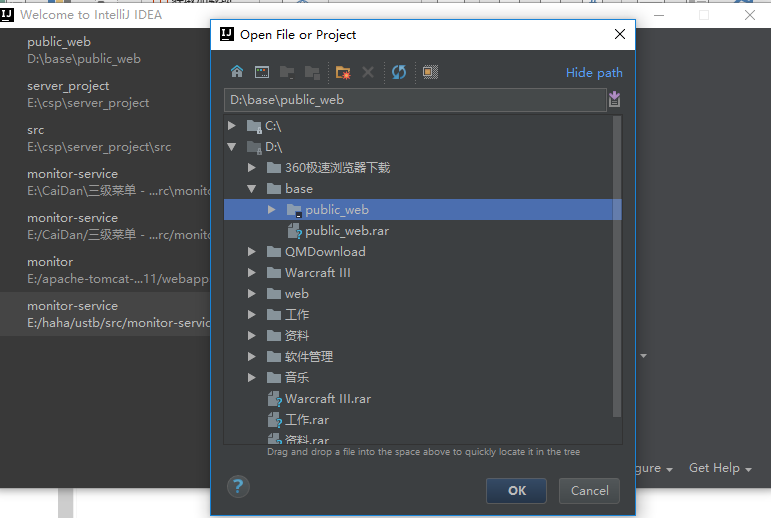 Welcome to IntelliJ IDEA
public_web
D:\base\public_web
server_project
E:\csp\server_project
src
E:\csp\server_project\src
monitor-service
E:\CaiDan\三级菜单 - ...rc\monito
monitor-service
E:/CaiDan/三级菜单 - ...rc/monito
monitor
E:/apache-tomcat-...11/webapp
monitor-service
E:/haha/ustb/src/monitor-servic
Open File or Project
Hide path
D:\base\public_web
C:\
D:\
360极速浏览器下载
base
public_web
public_web.rar
QMDownload
Warcraft III
web
工作
资料
软件管理
音乐
Warcraft III.rar
工作.rar
资料.rar
Drag and drop a file into the space above to quickly locate it in the tree
?
OK
Cancel
gure
Get Help